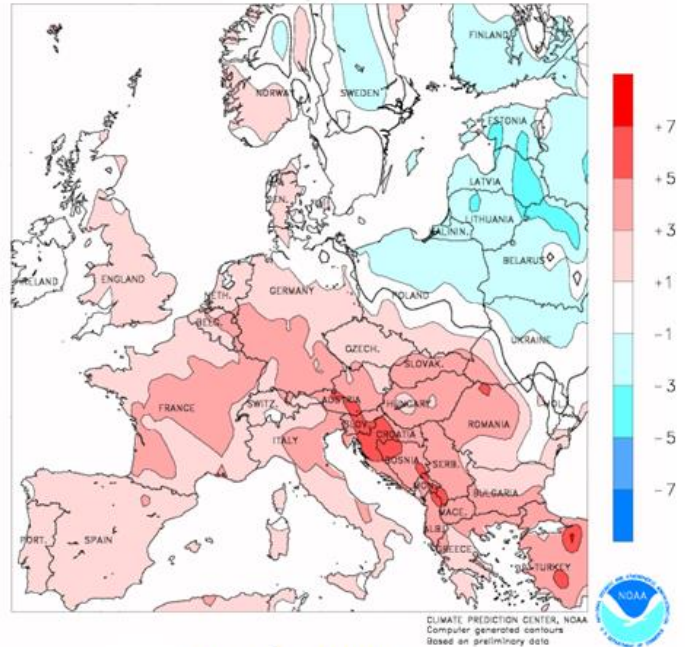 FINLAND
NORWAY
SWEDEN
ESTONIA
+7
+5
DEN.
LATVIA
+3
LITHUANIA
KALININ.
+1
IRELAND
ENGLAND
NETH.
GERMANY
BELARUS
-1
BELG.
POLAND
UKRAINE
CZECH.
-3
SLOVAK.
FRANCE
SWITZ.
AUSTRIA
HUNGARY
MOL.
-5
SLOV.
ROMANIA
CROATIA
ITALY
BOSNIA
SERB.
-7
BULGARIA
MACE.
PORT.
SPAIN
ALB.
GREECE
TURKEY
NOAA
CLIMATE PREDICTION CENTER, NOAA
Computer generated contours
Based on preliminary data